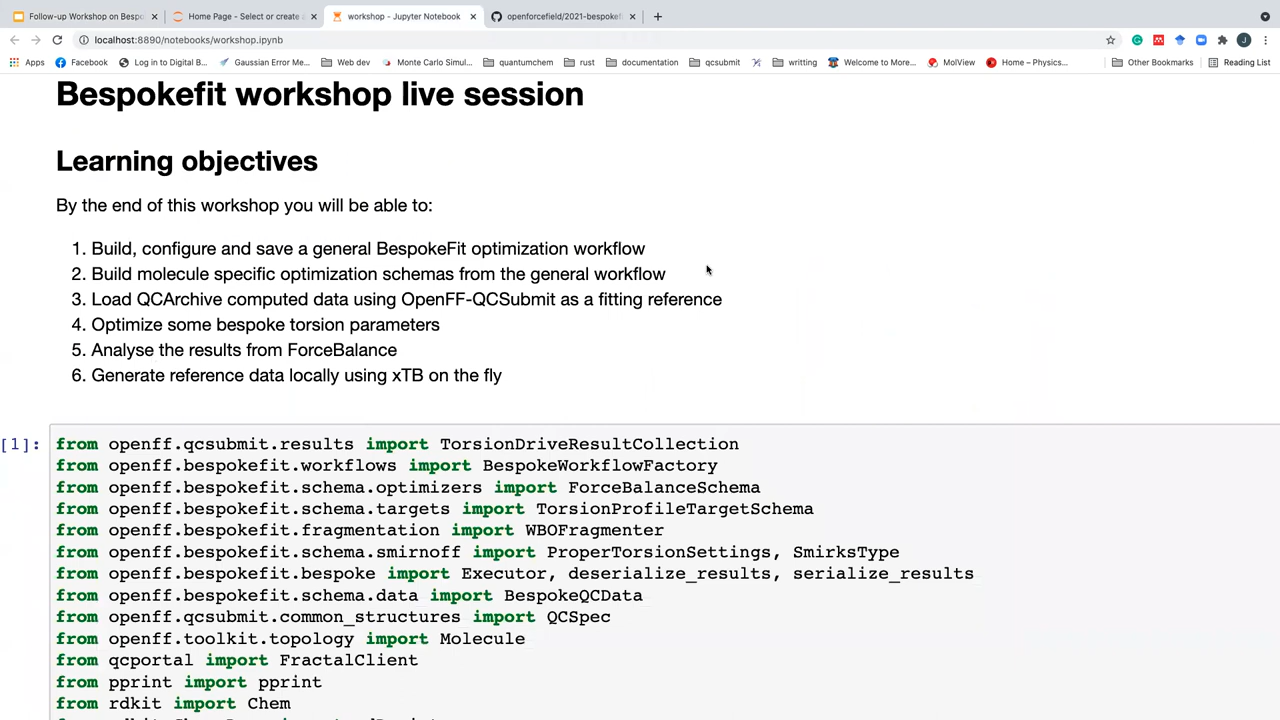 Follow-up Workshop on Bespo
Home Page - Select or create a
workshop - Jupyter Notebook
openforcefield/2021-bespokef
localhost:8890/notebooks/workshop.ipynb
Apps
Facebook
Log in to Digital B...
Gaussian Error Me...
Web dev
Monte Carlo Simul...
quantumchem
rust
documentation
qcsubmit
writting
Welcome to More...
MolView
Home – Physics...
Other Bookmarks
Reading List
Bespokefit workshop live session
Learning objectives
By the end of this workshop you will be able to:
1. Build, configure and save a general BespokeFit optimization workflow
2. Build molecule specific optimization schemas from the general workflow
3. Load QCArchive computed data using OpenFF-QCSubmit as a fitting reference
4. Optimize some bespoke torsion parameters
5. Analyse the results from ForceBalance
6. Generate reference data locally using xTB on the fly
[1]: from openff.qcsubmit.results import TorsionDriveResultCollection
from openff.bespokefit.workflows import BespokeWorkflowFactory
from openff.bespokefit.schema.optimizers import ForceBalanceSchema
from openff.bespokefit.schema.targets import TorsionProfileTargetSchema
from openff.bespokefit.fragmentation import WBOFragmenter
from openff.bespokefit.schema.smirnoff import ProperTorsionSettings, SmirksType
from openff.bespokefit.bespoke import Executor, deserialize_results, serialize_results
from openff.bespokefit.schema.data import BespokeQCData
from openff.qcsubmit.common_structures import QCSpec
from openff.toolkit.topology import Molecule
from qcportal import FractalClient
from pprint import pprint
from rdkit import Chem